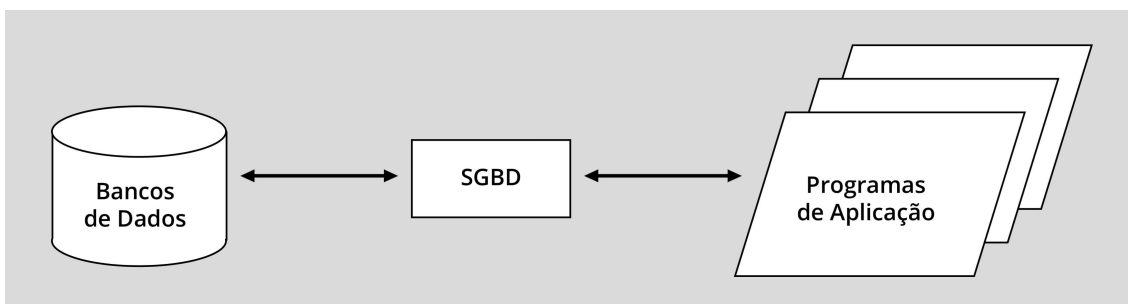 Bancos
de Dados
SGBD
Programas
de Aplicação